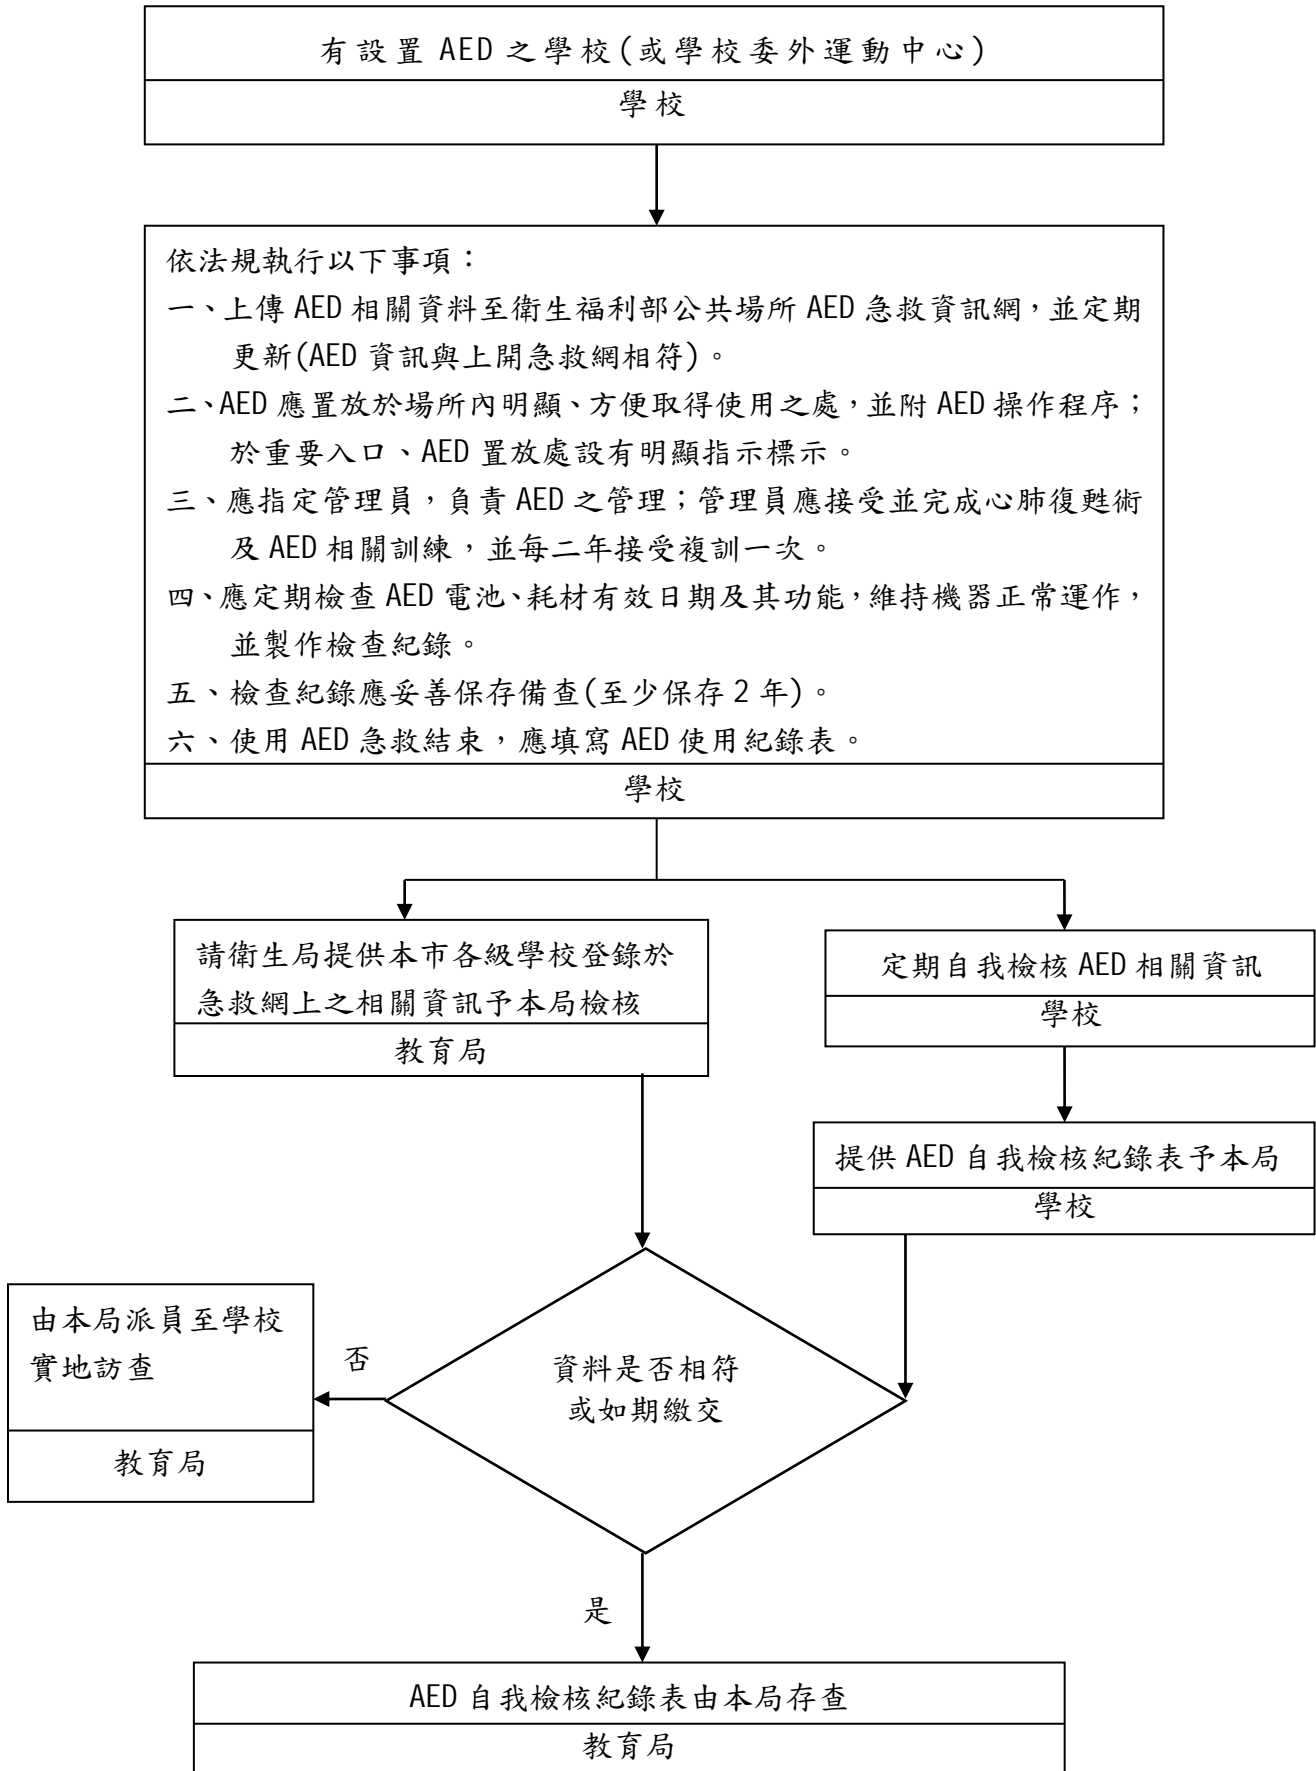 有設置 AED 之學校(或學校委外運動中心)
學校
依法規執行以下事項：
一、上傳 AED 相關資料至衛生福利部公共場所 AED 急救資訊網，並定期
更新(AED 資訊與上開急救網相符)。
二、AED 應置放於場所內明顯、方便取得使用之處，並附 AED 操作程序；
於重要入口、AED 置放處設有明顯指示標示。
三、應指定管理員，負責 AED 之管理；管理員應接受並完成心肺復甦術
及 AED 相關訓練，並每二年接受複訓一次。
四、應定期檢查 AED 電池、耗材有效日期及其功能，維持機器正常運作，
並製作檢查紀錄。
五、檢查紀錄應妥善保存備查(至少保存 2 年)。
六、使用 AED 急救結束，應填寫 AED 使用紀錄表。
學校
請衛生局提供本市各級學校登錄於
急救網上之相關資訊予本局檢核
教育局
定期自我檢核 AED 相關資訊
學校
提供 AED 自我檢核紀錄表予本局
學校
資料是否相符
或如期繳交
否
由本局派員至學校
實地訪查
教育局
是
AED 自我檢核紀錄表由本局存查
教育局